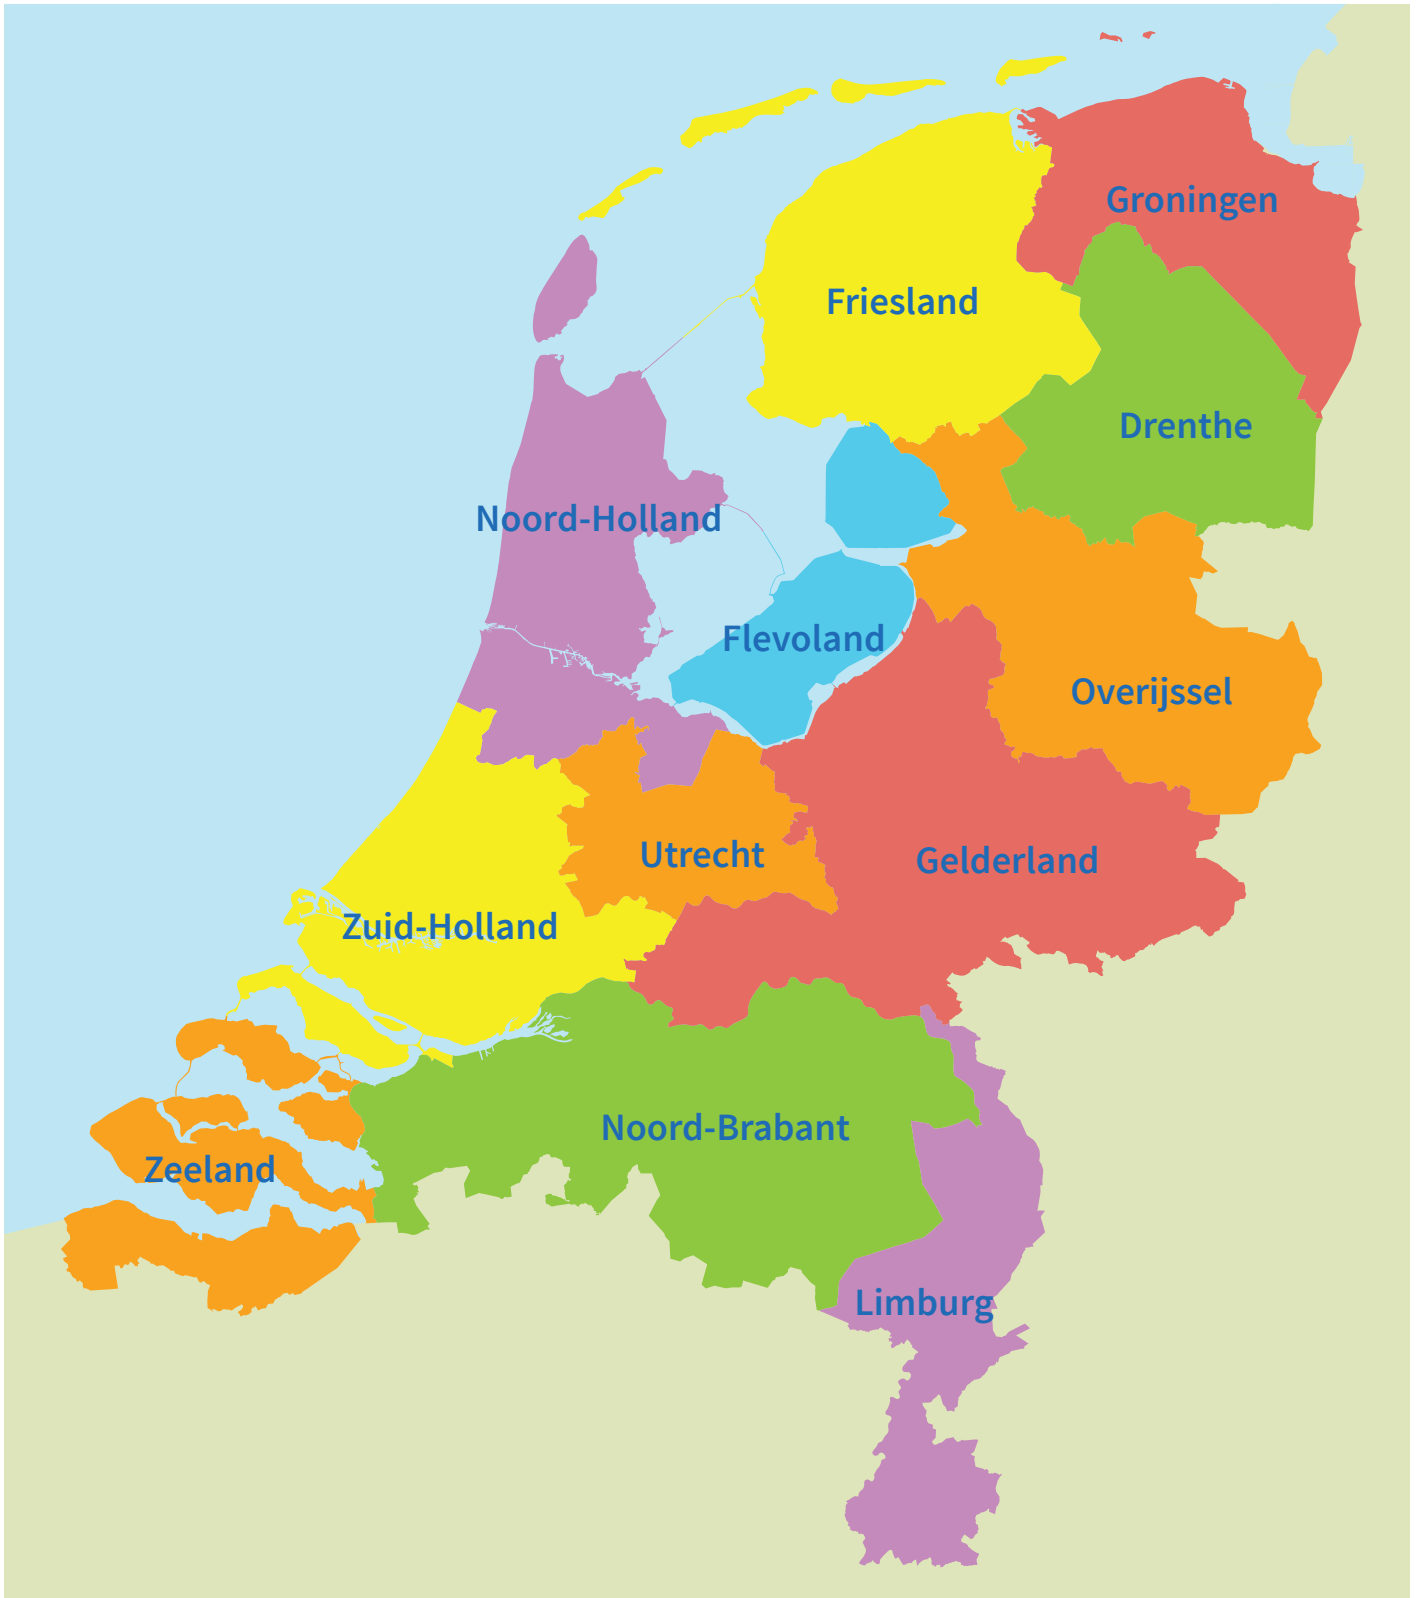 Groningen
Friesland
Drenthe
Noord-Holland
Flevoland
Overijssel
Utrecht
Gelderland
Zuid-Holland
Noord-Brabant
Zeeland
Limburg